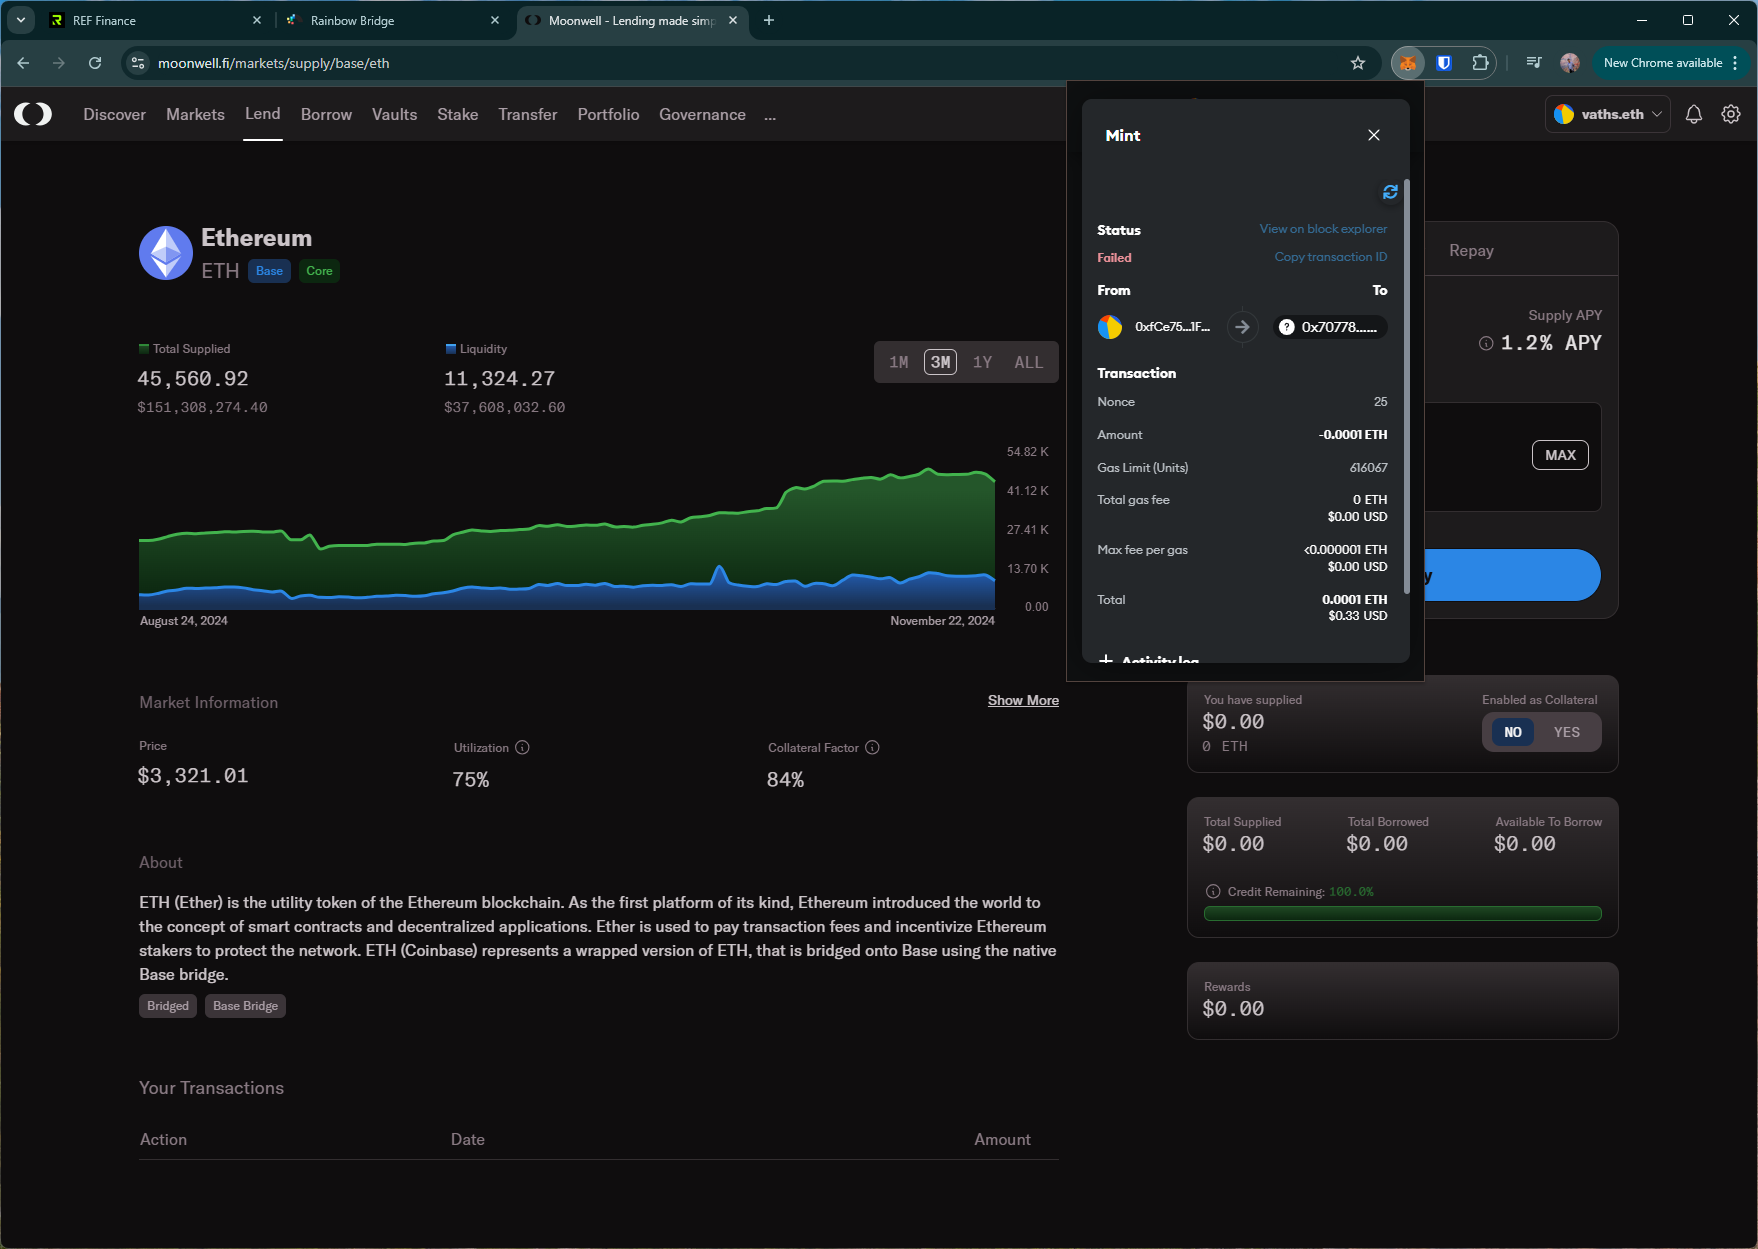 REF Finance
Rainbow Bridge
Moonwell - Lending made simp
moonwell.fi/markets/supply/base/eth
New Chrome available
Discover Markets Lend Borrow Vaults Stake Transfer Portfolio Governance ...
vaths.eth
Ethereum
ETH Base Core
Total Supplied
45,560.92
$151,308,274.40
Liquidity
11,324.27
$37,608,032.60
1M 3M 1Y ALL
54.82 K
41.12 K
27.41 K
13.70 K
0.00
August 24, 2024
November 22, 2024
Mint
Status
View on block explorer
Failed
Copy transaction ID
From
To
0xfCe75...1F...
0x70778......
Transaction
Nonce
25
Amount
-0.0001 ETH
Gas Limit (Units)
616067
Total gas fee
0 ETH
$0.00 USD
Max fee per gas
<0.000001 ETH
$0.00 USD
Total
0.0001 ETH
$0.33 USD
Activity log
Repay
Supply APY
1.2% APY
MAX
y
Market Information
Show More
Price
$3,321.01
Utilization
75%
Collateral Factor
84%
About
ETH (Ether) is the utility token of the Ethereum blockchain. As the first platform of its kind, Ethereum introduced the world to
the concept of smart contracts and decentralized applications. Ether is used to pay transaction fees and incentivize Ethereum
stakers to protect the network. ETH (Coinbase) represents a wrapped version of ETH, that is bridged onto Base using the native
Base bridge.
Bridged Base Bridge
Your Transactions
Action Date Amount
You have supplied
$0.00
0 ETH
Enabled as Collateral
NO YES
Total Supplied
$0.00
Total Borrowed
$0.00
Available To Borrow
$0.00
Credit Remaining: 100.0%
Rewards
$0.00